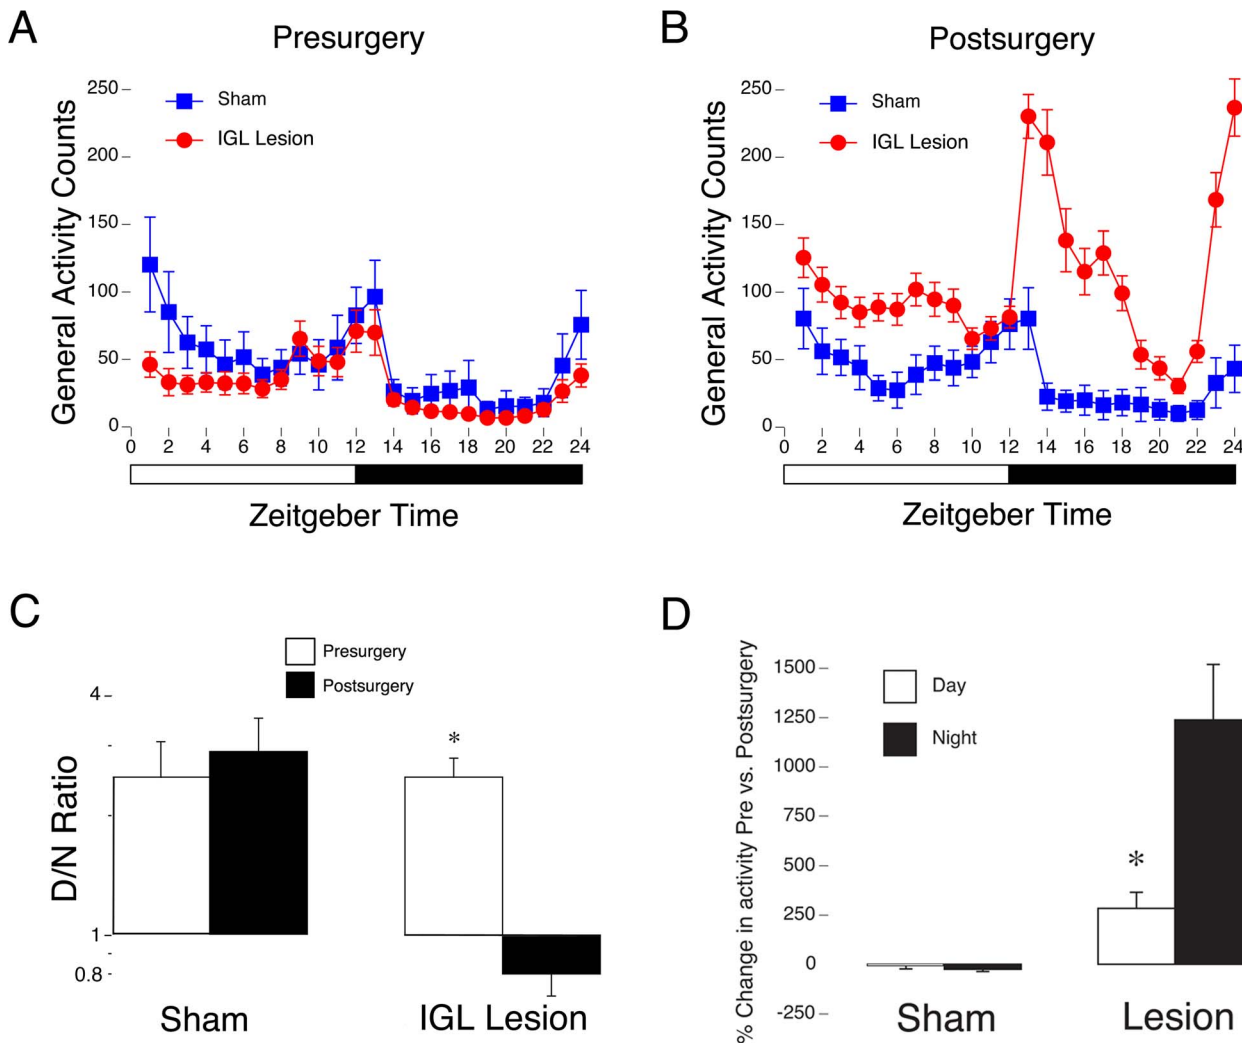 A
Presurgery
General Activity Counts
250
200
150
100
50
0
Sham
IGL Lesion
0 2 4 6 8 10 12 14 16 18 20 22 24
Zeitgeber Time
B
Postsurgery
General Activity Counts
250
200
150
100
50
0
Sham
IGL Lesion
0 2 4 6 8 10 12 14 16 18 20 22 24
Zeitgeber Time
C
Presurgery
Postsurgery
D/N Ratio
4
1
0.8
*
Sham
IGL Lesion
D
% Change in activity Pre vs. Postsurgery
1500
1250
1000
750
500
250
0
-250
Day
Night
*
Sham
Lesion